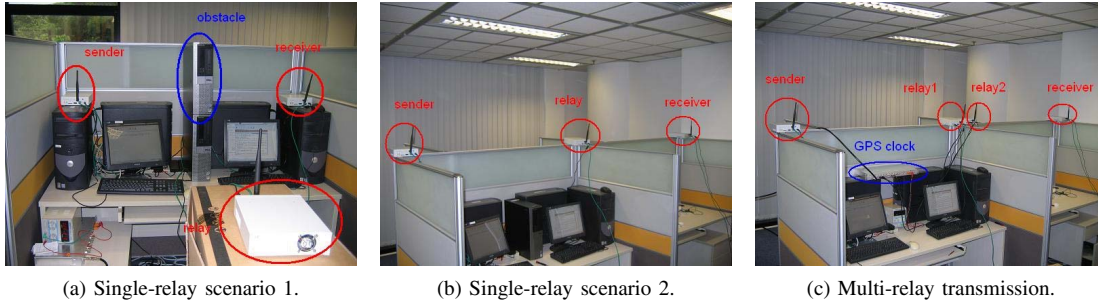 obstacle
sender
receiver
relay
sender
relay
receiver
sender
relay1
relay2
receiver
GPS clock
(a) Single-relay scenario 1.
(b) Single-relay scenario 2.
(c) Multi-relay transmission.